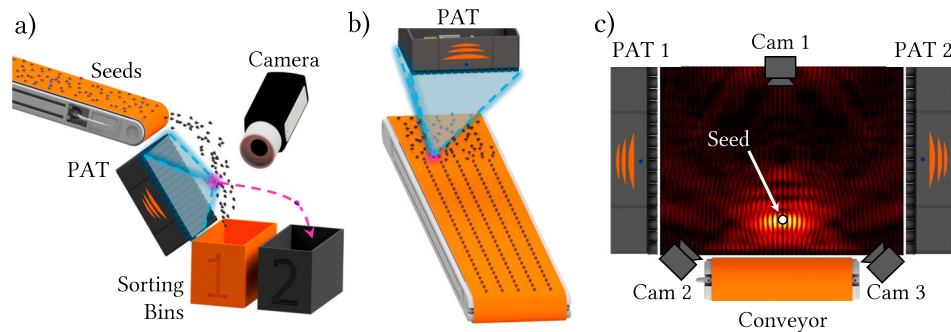 a)
Seeds
Camera
PAT
Sorting
Bins
1
2
b)
PAT
c)
PAT 1
Cam 1
PAT 2
Seed
Cam 2
Cam 3
Conveyor